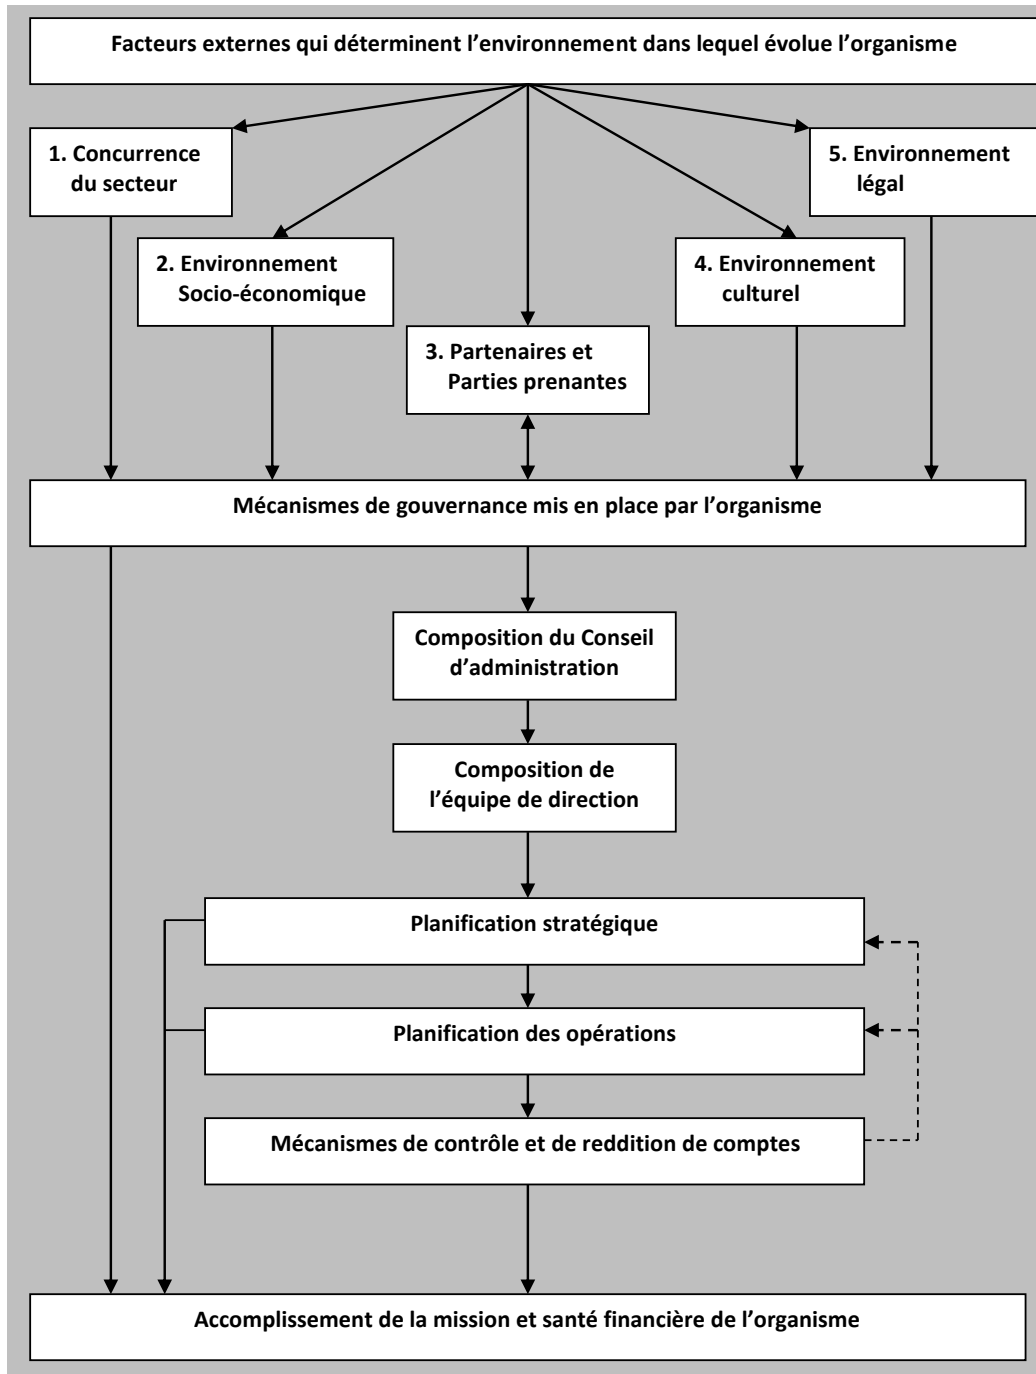 Facteurs externes qui déterminent l’environnement dans lequel évolue l’organisme
1. Concurrence
du secteur
5. Environnement
légal
2. Environnement
Socio-économique
4. Environnement
culturel
3. Partenaires et
Parties prenantes
Mécanismes de gouvernance mis en place par l’organisme
Composition du Conseil
d’administration
Composition de
l’équipe de direction
Planification stratégique
Planification des opérations
Mécanismes de contrôle et de reddition de comptes
Accomplissement de la mission et santé financière de l’organisme